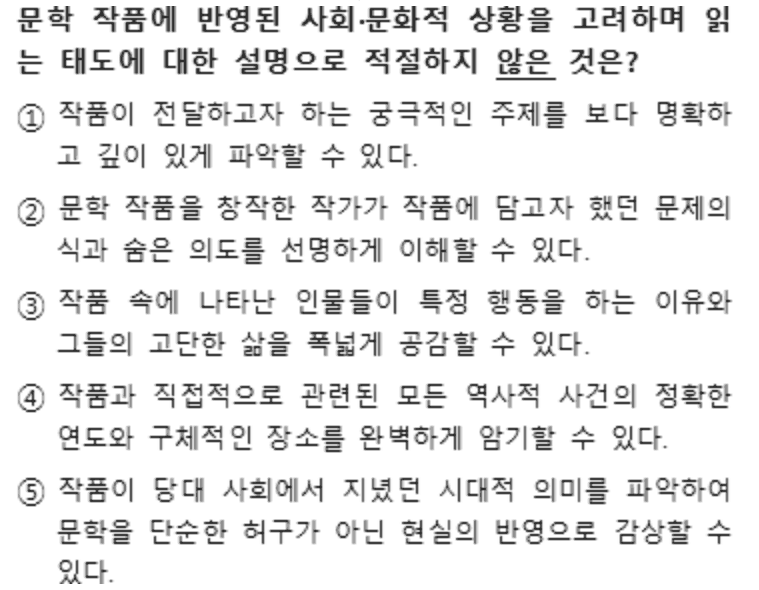 문학 작품에 반영된 사회·문화적 상황을 고려하며 읽
는 태도에 대한 설명으로 적절하지 않은 것은?
① 작품이 전달하고자 하는 궁극적인 주제를 보다 명확하
고 깊이 있게 파악할 수 있다.
② 문학 작품을 창작한 작가가 작품에 담고자 했던 문제의
식과 숨은 의도를 선명하게 이해할 수 있다.
③ 작품 속에 나타난 인물들이 특정 행동을 하는 이유와
그들의 고단한 삶을 폭넓게 공감할 수 있다.
④ 작품과 직접적으로 관련된 모든 역사적 사건의 정확한
연도와 구체적인 장소를 완벽하게 암기할 수 있다.
⑤ 작품이 당대 사회에서 지녔던 시대적 의미를 파악하여
문학을 단순한 허구가 아닌 현실의 반영으로 감상할 수
있다.